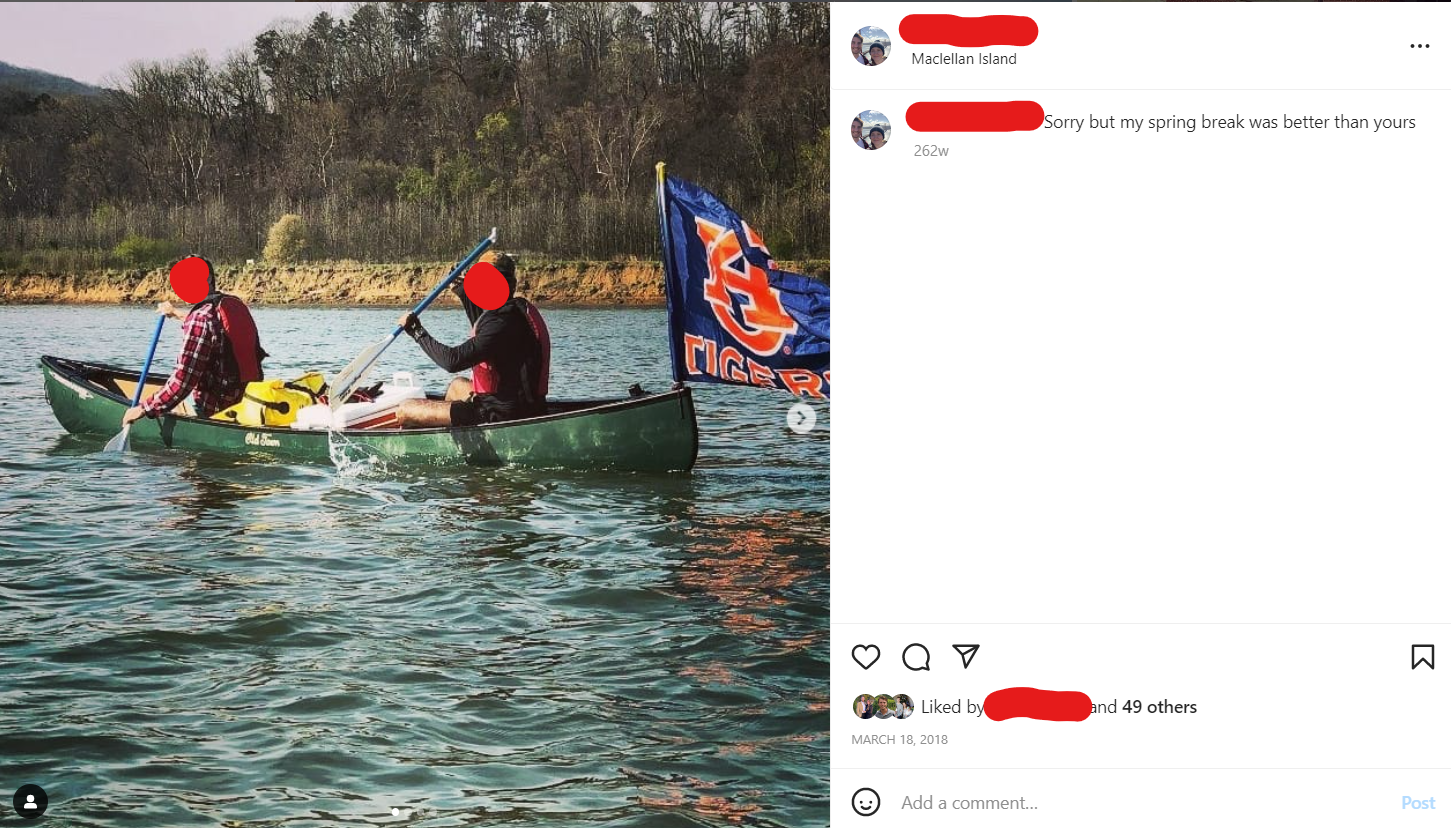 Maclellan Island
Sorry but my spring break was better than yours
262w
AU
TIGERS
Old Town
Liked by and 49 others
MARCH 18, 2018
Add a comment...
Post